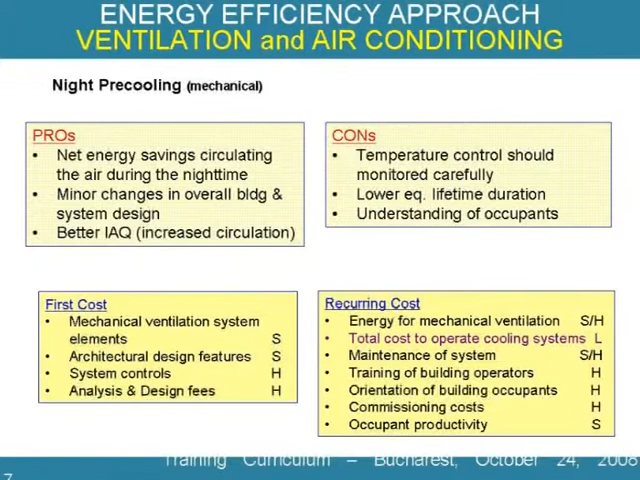 ENERGY EFFICIENCY APPROACH
VENTILATION and AIR CONDITIONING
Night Precooling (mechanical)
PROs
• Net energy savings circulating
the air during the nighttime
• Minor changes in overall bldg &
system design
• Better IAQ (increased circulation)
CONs
• Temperature control should
monitored carefully
• Lower eq. lifetime duration
• Understanding of occupants
First Cost
• Mechanical ventilation system
elements S
• Architectural design features S
• System controls H
• Analysis & Design fees H
Recurring Cost
• Energy for mechanical ventilation S/H
• Total cost to operate cooling systems L
• Maintenance of system S/H
• Training of building operators H
• Orientation of building occupants H
• Commissioning costs H
• Occupant productivity S
Training Curriculum – Bucharest, October 24, 2008
7